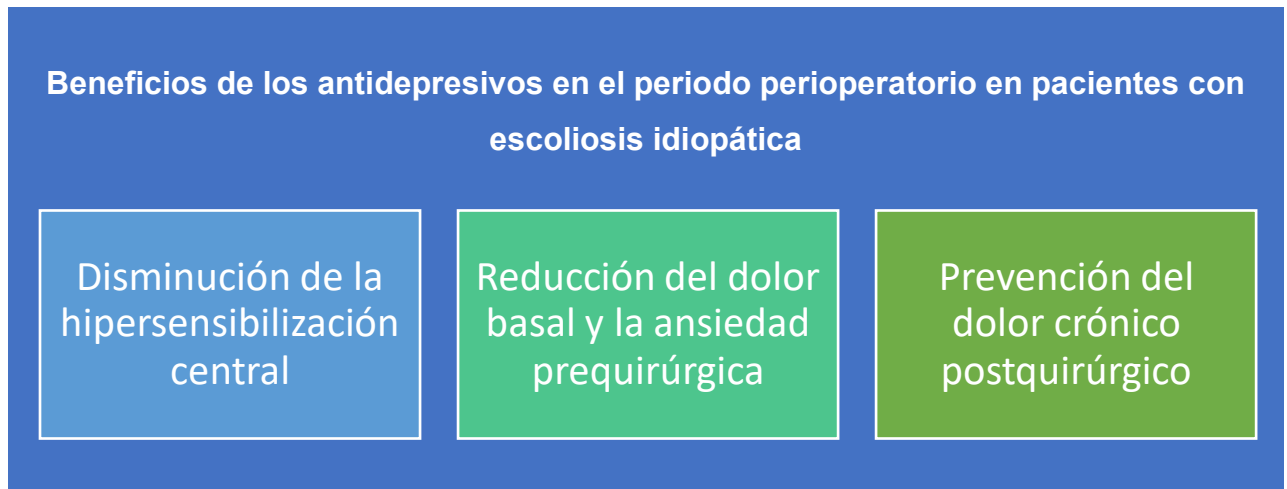 Beneficios de los antidepresivos en el periodo perioperatorio en pacientes con
escoliosis idiopática
Disminución de la
hipersensibilización
central
Reducción del dolor
basal y la ansiedad
prequirúrgica
Prevención del
dolor crónico
postquirúrgico